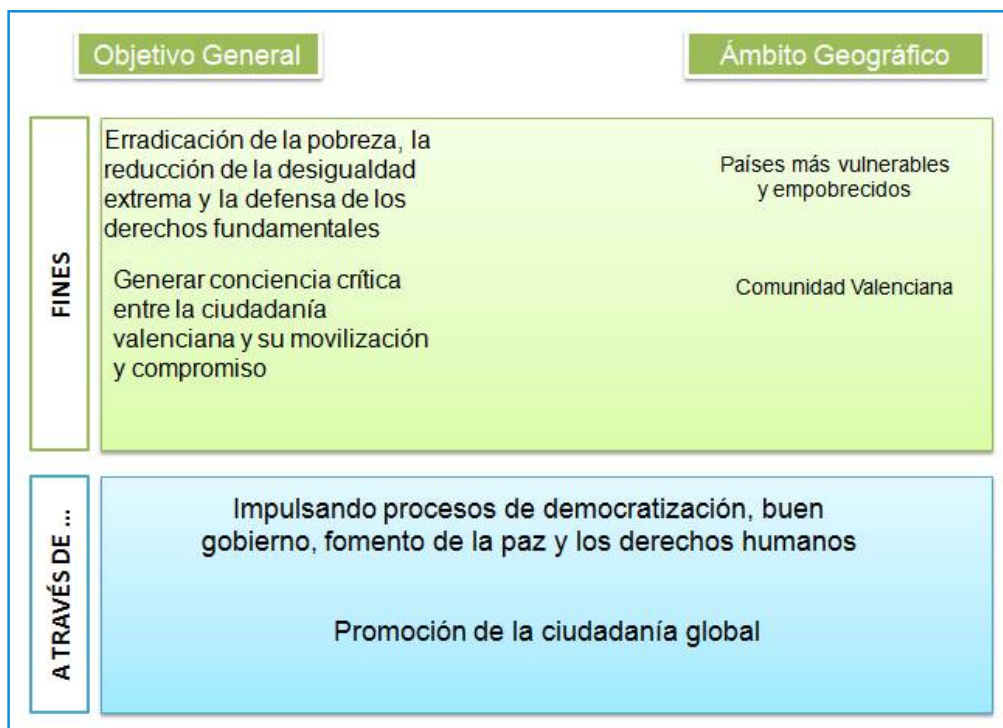 Objetivo General
Ámbito Geográfico
FINES
Erradicación de la pobreza, la
reducción de la desigualdad
extrema y la defensa de los
derechos fundamentales
Países más vulnerables
y empobrecidos
Generar conciencia crítica
entre la ciudadanía
valenciana y su movilización
y compromiso
Comunidad Valenciana
A TRAVÉS DE ...
Impulsando procesos de democratización, buen
gobierno, fomento de la paz y los derechos humanos
Promoción de la ciudadanía global